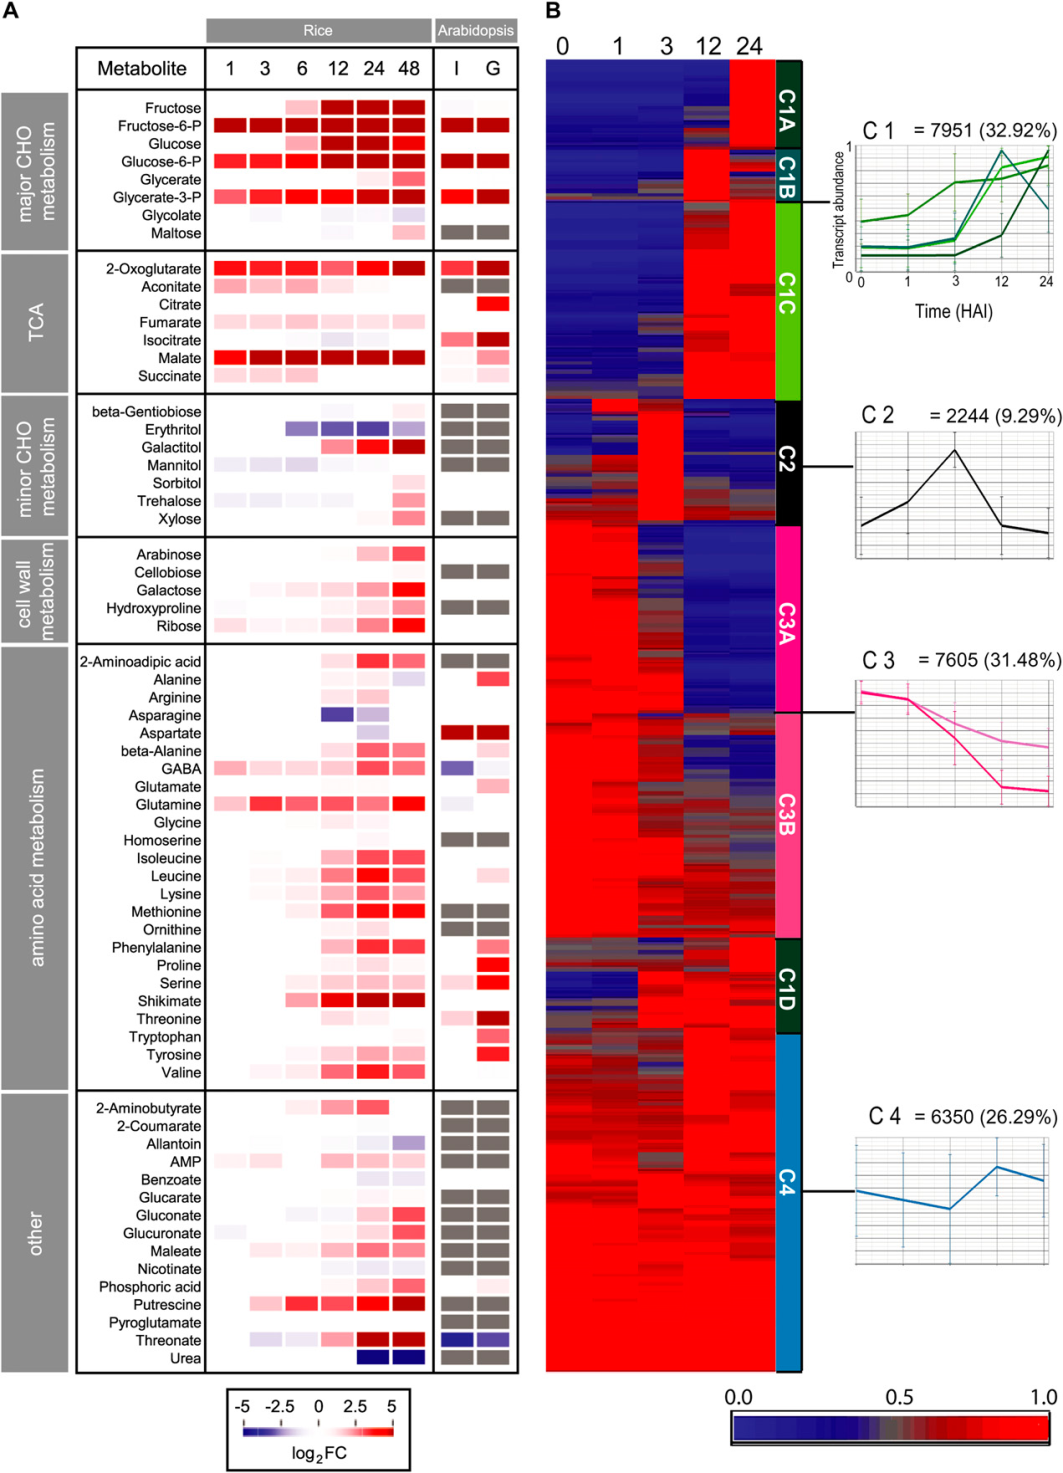 A
Rice
Arabidopsis
Metabolite
1 3 6 12 24 48
I G
major CHO
metabolism
Fructose
Fructose-6-P
Glucose
Glucose-6-P
Glycerate
Glycerate-3-P
Glycolate
Maltose
TCA
2-Oxoglutarate
Aconitate
Citrate
Fumarate
Isocitrate
Malate
Succinate
minor CHO
metabolism
beta-Gentiobiose
Erythritol
Galactitol
Mannitol
Sorbitol
Trehalose
Xylose
cell wall
metabolism
Arabinose
Cellobiose
Galactose
Hydroxyproline
Ribose
amino acid metabolism
2-Aminoadipic acid
Alanine
Arginine
Asparagine
Aspartate
beta-Alanine
GABA
Glutamate
Glutamine
Glycine
Homoserine
Isoleucine
Leucine
Lysine
Methionine
Ornithine
Phenylalanine
Proline
Serine
Shikimate
Threonine
Tryptophan
Tyrosine
Valine
other
2-Aminobutyrate
2-Coumarate
Allantoin
AMP
Benzoate
Glucarate
Gluconate
Glucuronate
Maleate
Nicotinate
Phosphoric acid
Putrescine
Pyroglutamate
Threonate
Urea
-5 -2.5 0 2.5 5
log2FC
B
0 1 3 12 24
C1A
C1B
C1C
C2
C3A
C3B
C1D
C4
C 1 = 7951 (32.92%)
1
Transcript abundance
0
0 1 3 12 24
Time (HAI)
C 2 = 2244 (9.29%)
C 3 = 7605 (31.48%)
C 4 = 6350 (26.29%)
0.0 0.5 1.0